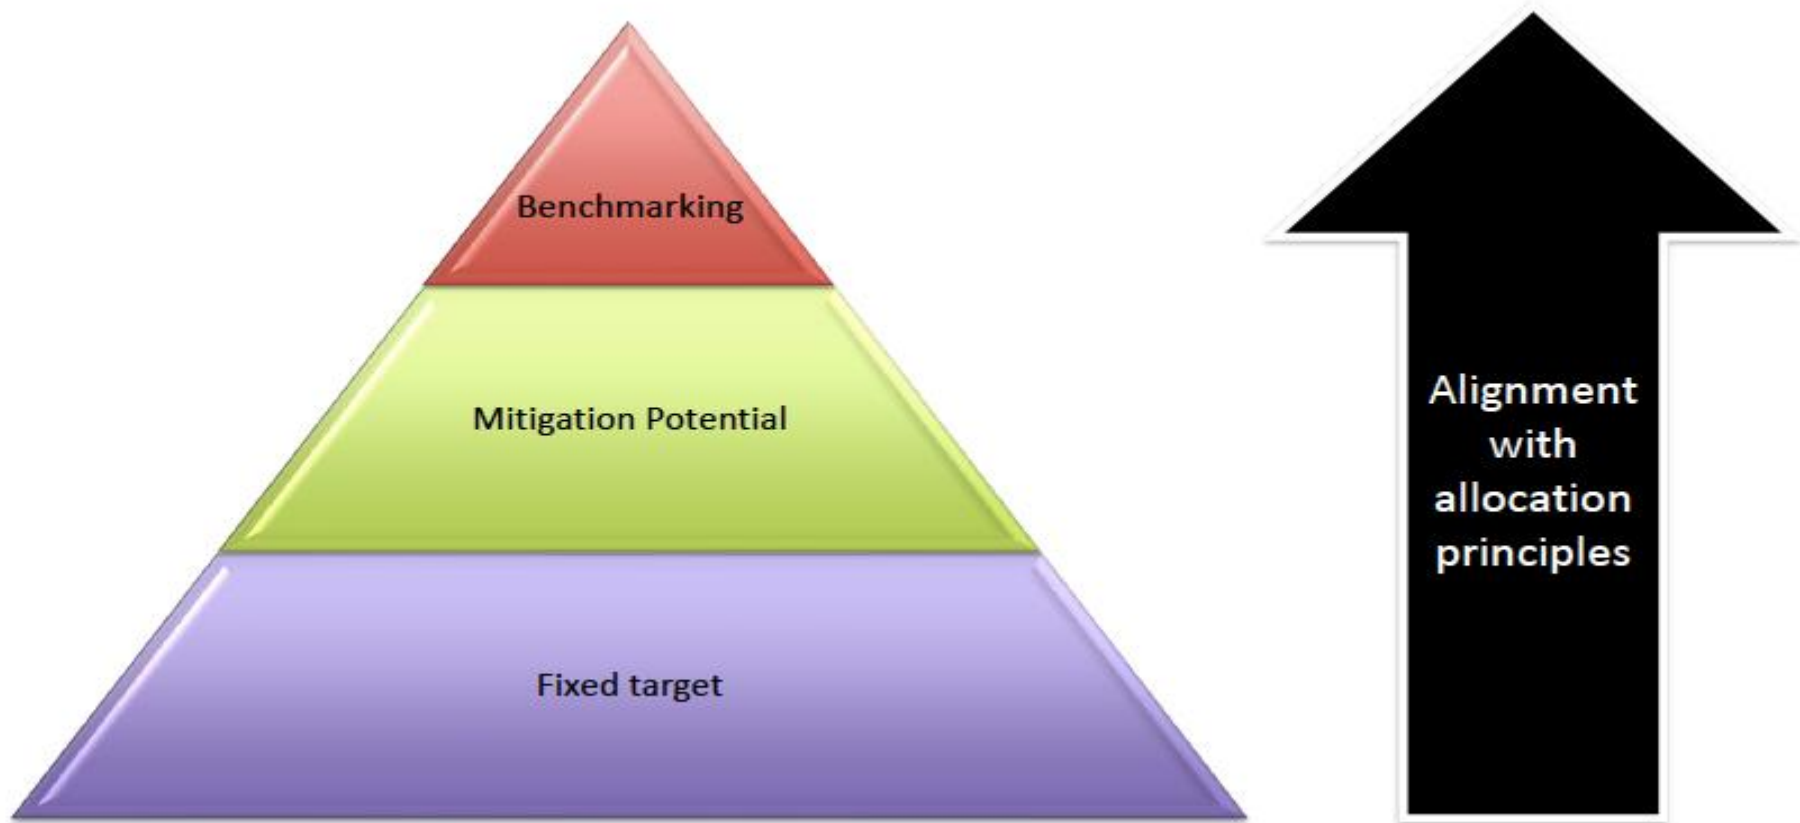 Benchmarking
Mitigation Potential
Fixed target
Alignment
with
allocation
principles